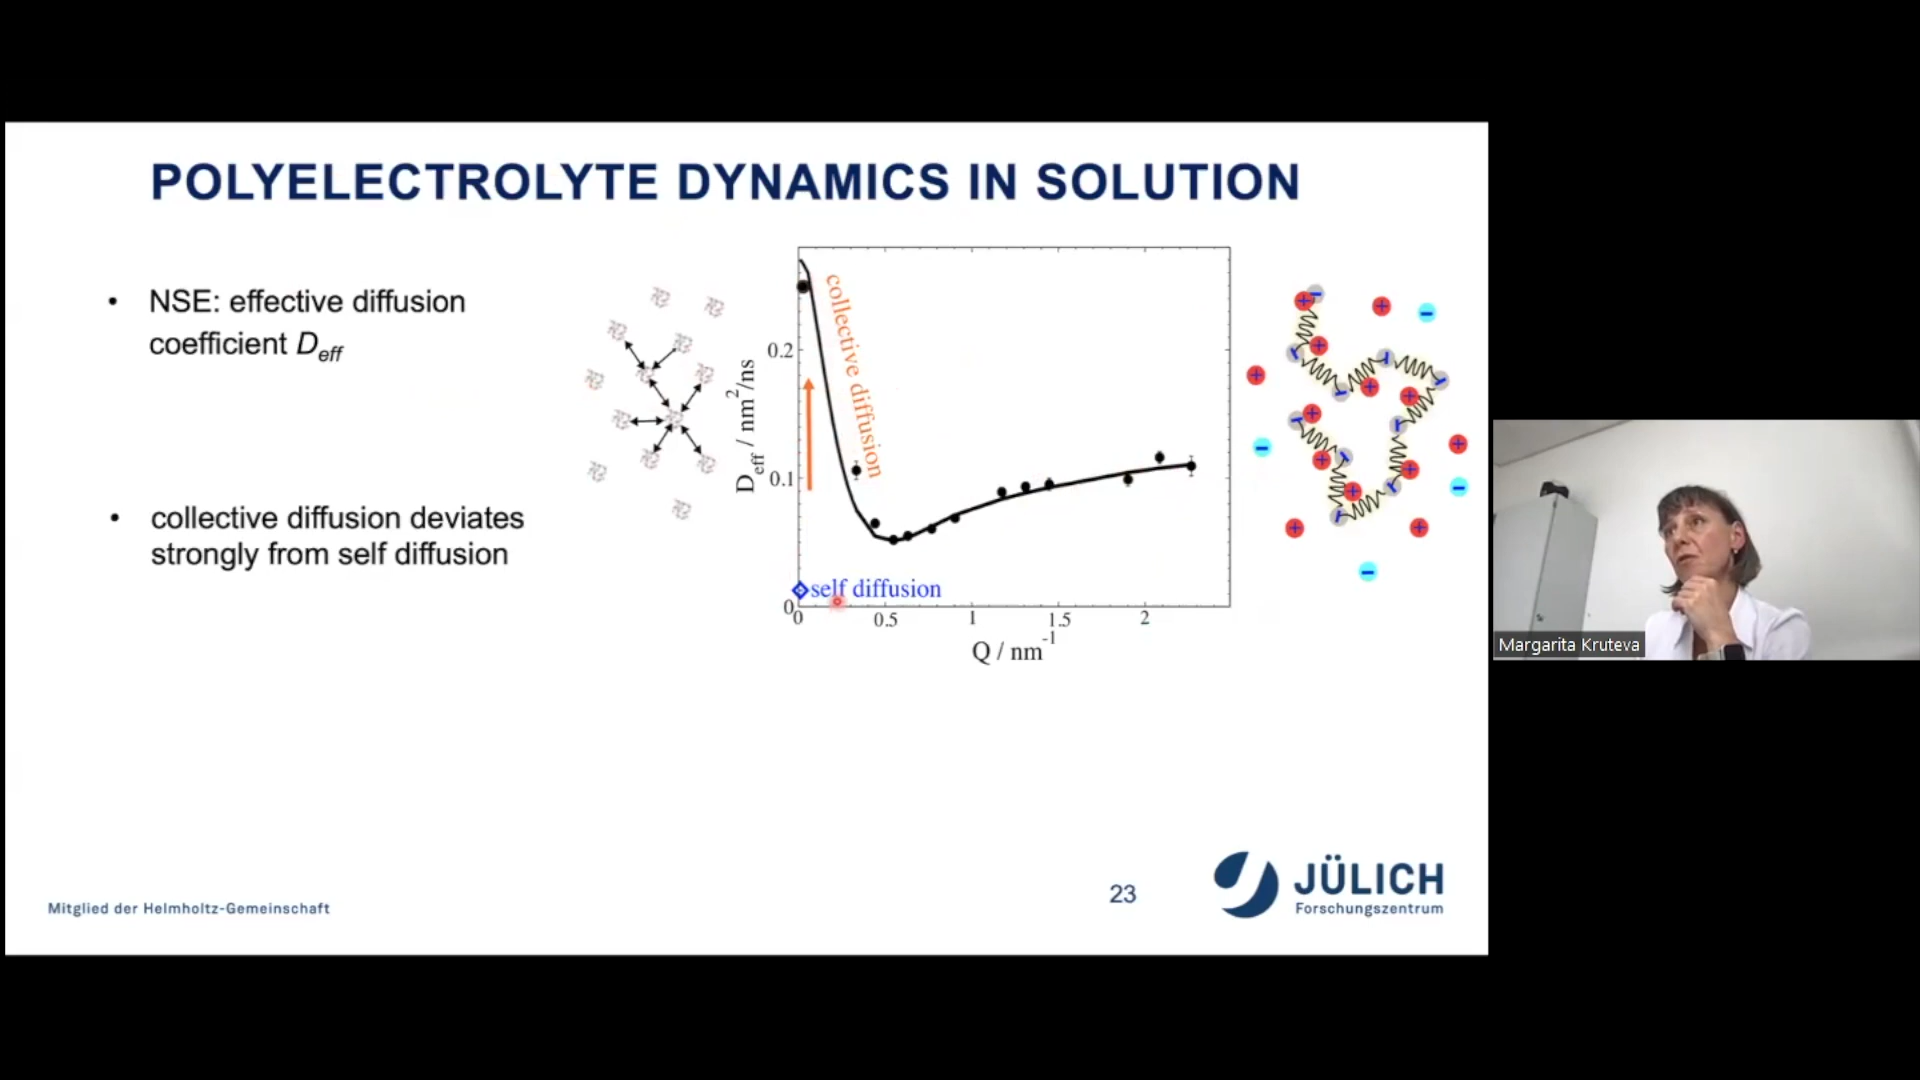 POLYELECTROLYTE DYNAMICS IN SOLUTION
• NSE: effective diffusion
coefficient Deff
• collective diffusion deviates
strongly from self diffusion
Deff / nm²/ns
0.2
0.1
0
collective diffusion
self diffusion
0 0.5 1 1.5 2
Q / nm⁻¹
Margarita Kruteva
Mitglied der Helmholtz-Gemeinschaft
23
JÜLICH
Forschungszentrum